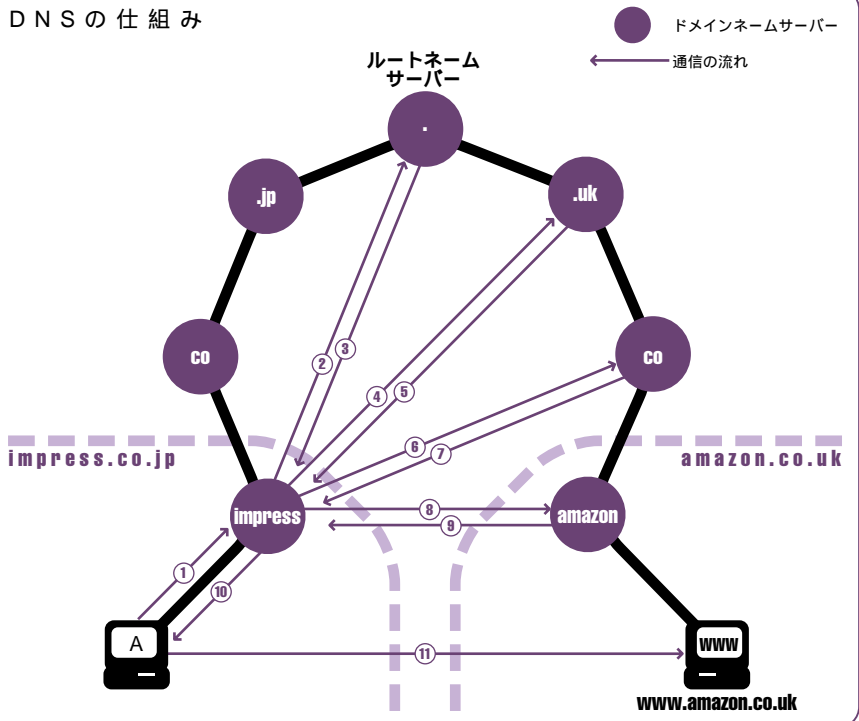 DNSの仕組み
ドメインネームサーバー
通信の流れ
ルートネーム
サーバー
.
.jp
.uk
co
co
2
3
4
5
6
7
impress.co.jp
amazon.co.uk
impress
8
amazon
9
1
10
A
11
www
www.amazon.co.uk